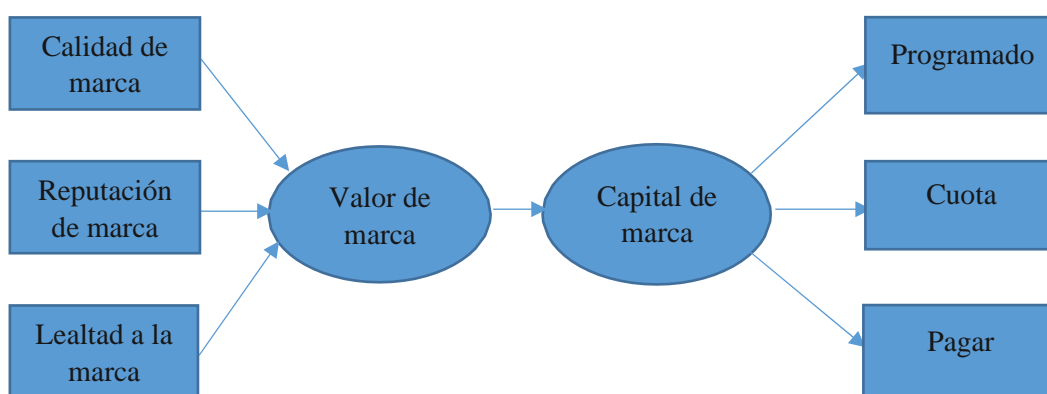 Calidad de
marca
Reputación
de marca
Lealtad a la
marca
Valor de
marca
Capital de
marca
Programado
Cuota
Pagar